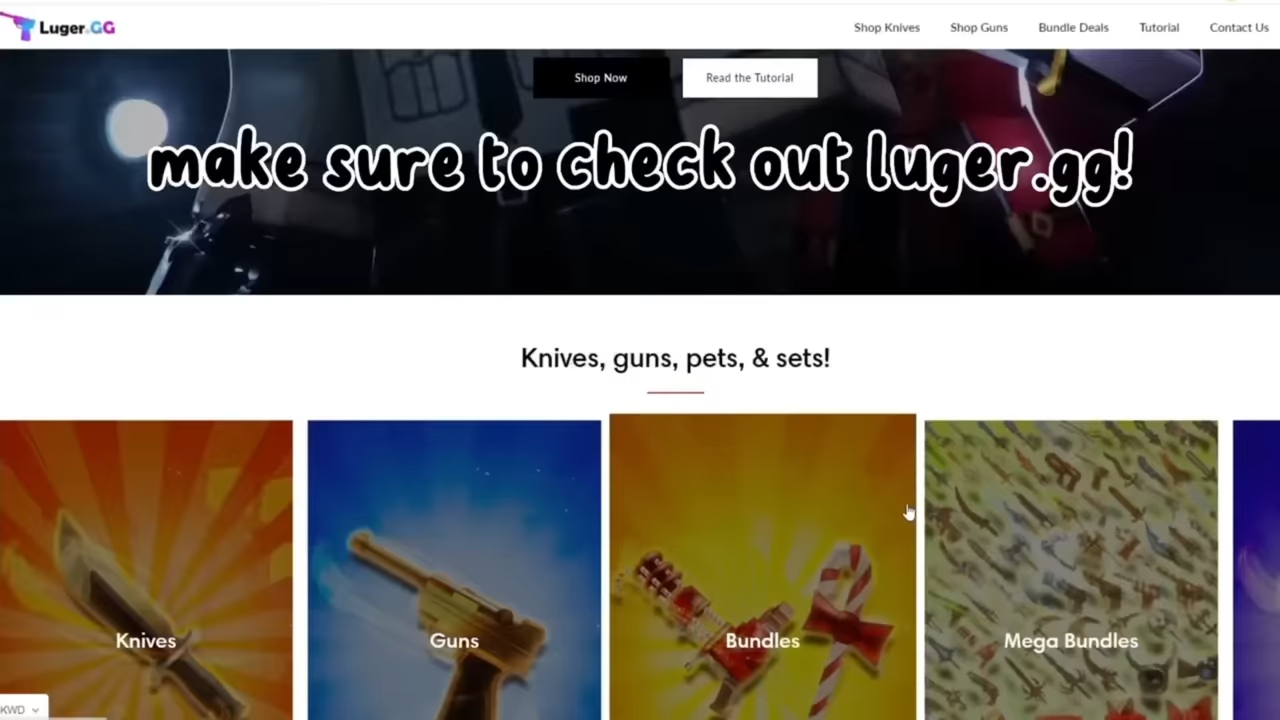 Luger.GG
Shop Knives Shop Guns Bundle Deals Tutorial Contact Us
Shop Now Read the Tutorial
make sure to check out luger.gg!
Knives, guns, pets, & sets!
Knives Guns Bundles Mega Bundles
KWD